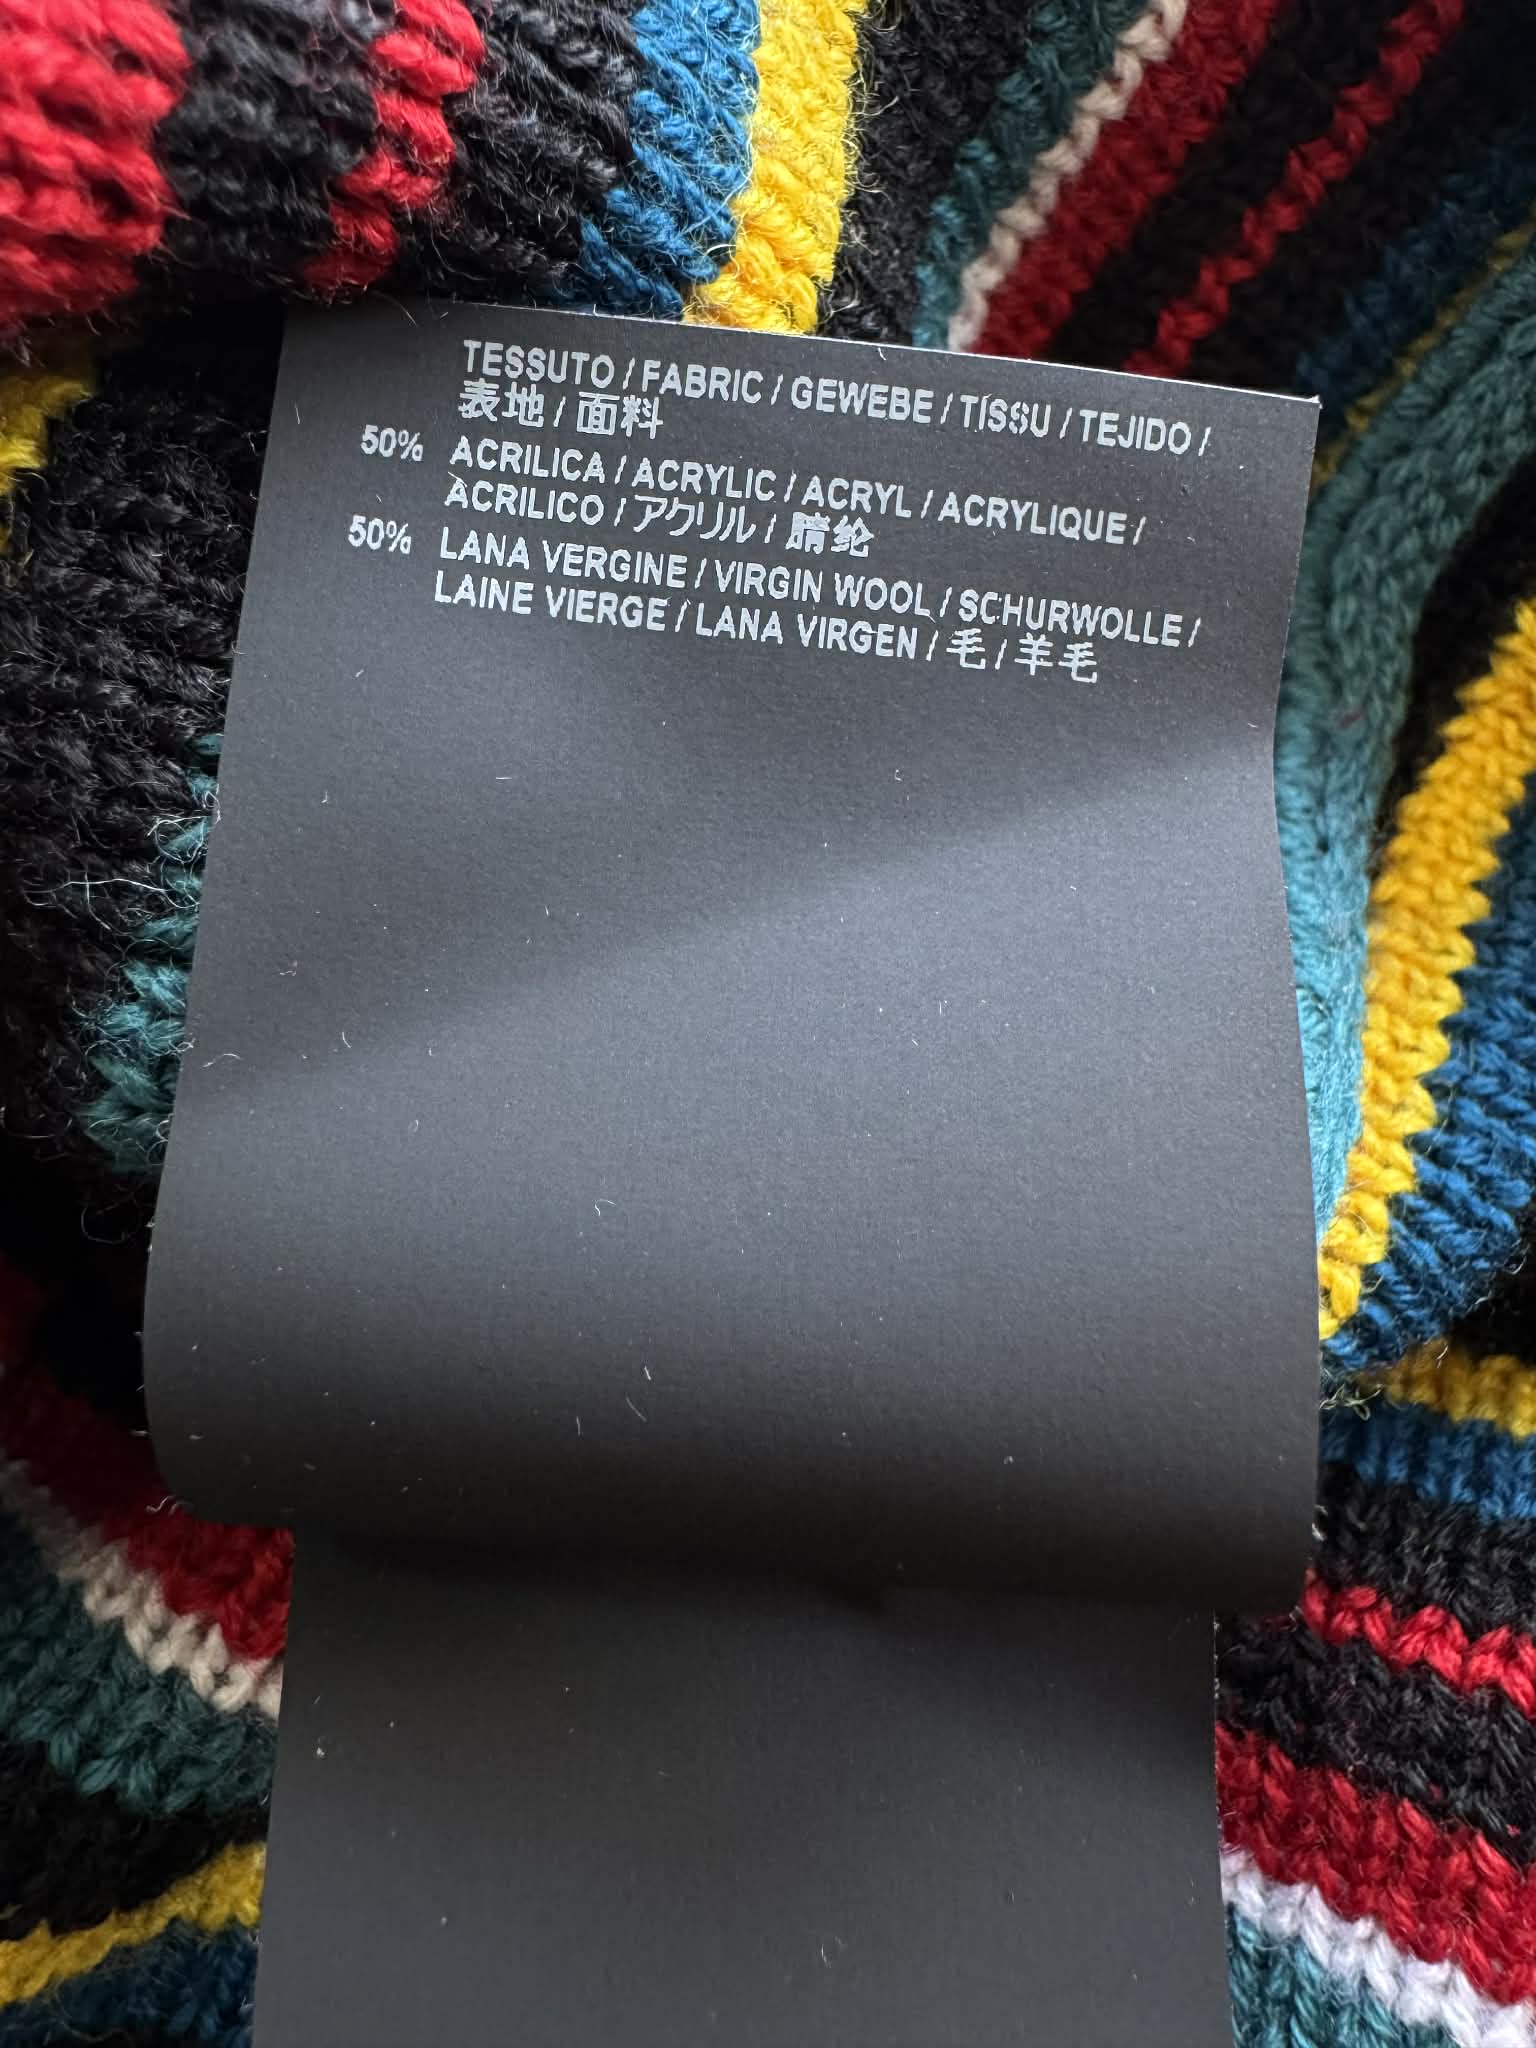 TESSUTO / FABRIC / GEWEBE / TISSU / TEJIDO /
表地 / 面料
50% ACRILICA / ACRYLIC / ACRYL / ACRYLIQUE /
ACRILICO / アクリル / 腈纶
50% LANA VERGINE / VIRGIN WOOL / SCHURWOLLE /
LAINE VIERGE / LANA VIRGEN / 毛 / 羊毛